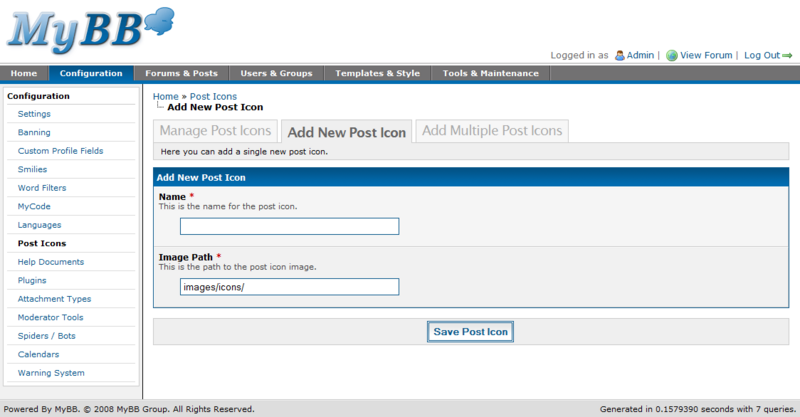 MyBB
Logged in as Admin | View Forum | Log Out
Home Configuration Forums & Posts Users & Groups Templates & Style Tools & Maintenance
Configuration
Settings
Banning
Custom Profile Fields
Smilies
Word Filters
MyCode
Languages
Post Icons
Help Documents
Plugins
Attachment Types
Moderator Tools
Spiders / Bots
Calendars
Warning System
Home » Post Icons
Add New Post Icon
Manage Post Icons Add New Post Icon Add Multiple Post Icons
Here you can add a single new post icon.
Add New Post Icon
Name *
This is the name for the post icon.
Image Path *
This is the path to the post icon image.
images/icons/
Save Post Icon
Powered By MyBB. © 2008 MyBB Group. All Rights Reserved.
Generated in 0.1579390 seconds with 7 queries.